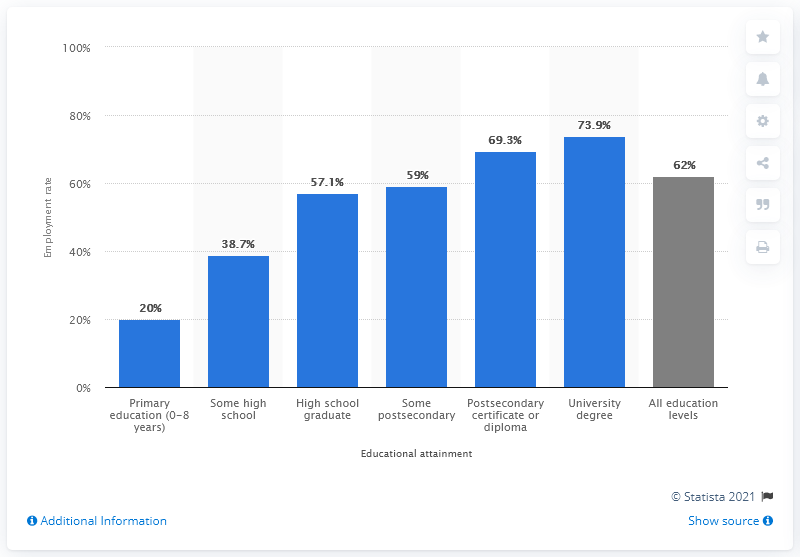 100%
80%
60%
40%
20%
0%
Employment rate
20%
38.7%
57.1%
59%
69.3%
73.9%
62%
Primary
education (0-8
years)
Some high
school
High school
graduate
Some
postsecondary
Postsecondary
certificate or
diploma
University
degree
All education
levels
Educational attainment
© Statista 2021
Additional Information
Show source